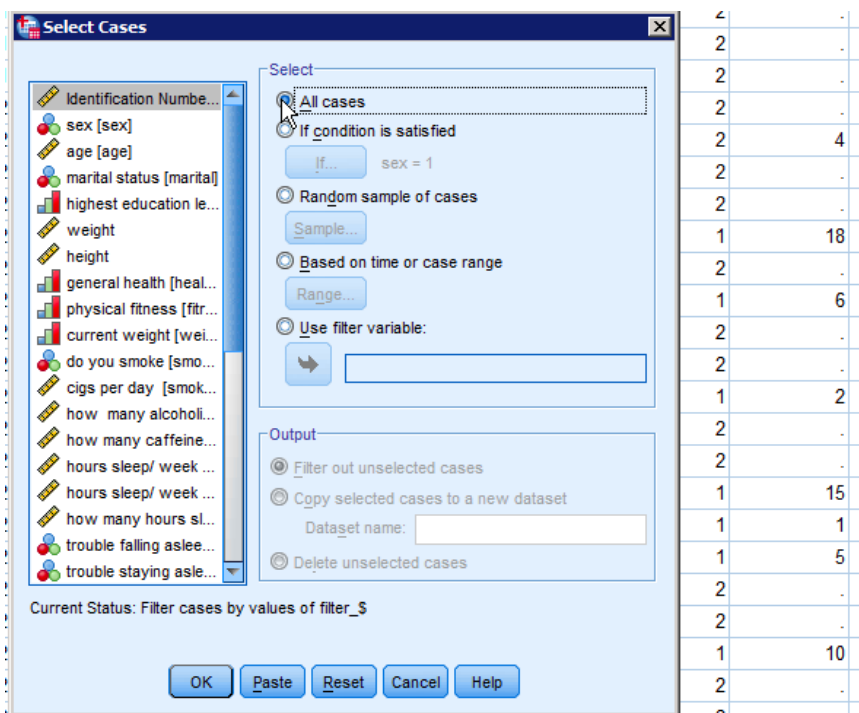 Select Cases
Identification Numbe...
sex [sex]
age [age]
marital status [marital]
highest education le...
weight
height
general health [heal...
physical fitness [fitr...
current weight [wei...
do you smoke [smo...
cigs per day [smok...
how many alcoholi...
how many caffeine...
hours sleep/ week ...
hours sleep/ week ...
how many hours sl...
trouble falling aslee...
trouble staying asle...
Select
All cases
If condition is satisfied
If... sex = 1
Random sample of cases
Sample...
Based on time or case range
Range...
Use filter variable:
Output
Filter out unselected cases
Copy selected cases to a new dataset
Dataset name:
Delete unselected cases
Current Status: Filter cases by values of filter_$
OK Paste Reset Cancel Help
2 .
2 .
2 .
2 .
2 4
2 .
2 .
1 18
2 .
1 6
2 .
2 .
1 2
2 .
2 .
1 15
1 1
1 5
2 .
2 .
1 10
2 .